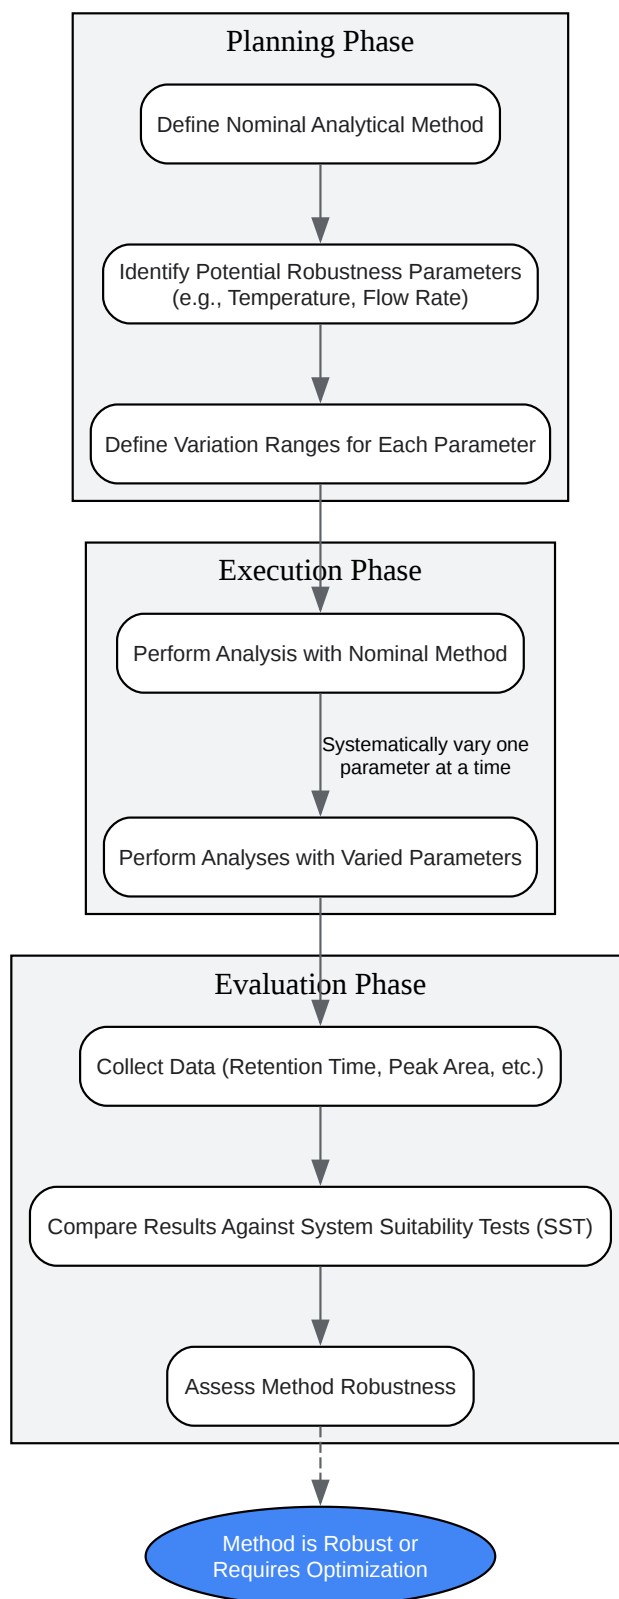 Planning Phase
Define Nominal Analytical Method
Identify Potential Robustness Parameters
(e.g., Temperature, Flow Rate)
Define Variation Ranges for Each Parameter
Execution Phase
Perform Analysis with Nominal Method
Systematically vary one
parameter at a time
Perform Analyses with Varied Parameters
Evaluation Phase
Collect Data (Retention Time, Peak Area, etc.)
Compare Results Against System Suitability Tests (SST)
Assess Method Robustness
Method is Robust or
Requires Optimization